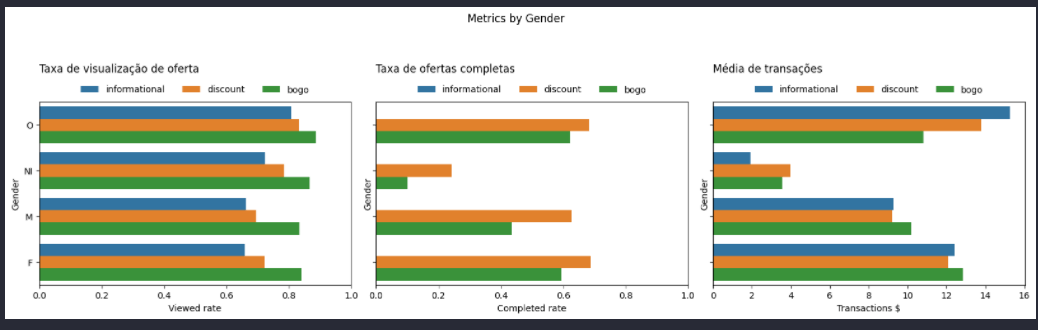 Metrics by Gender
Taxa de visualização de oferta
informational discount bogo
O
NI
M
F
Gender
0.0 0.2 0.4 0.6 0.8 1.0
Viewed rate
Taxa de ofertas completas
informational discount bogo
Gender
0.0 0.2 0.4 0.6 0.8 1.0
Completed rate
Média de transações
informational discount bogo
Gender
0 2 4 6 8 10 12 14 16
Transactions $